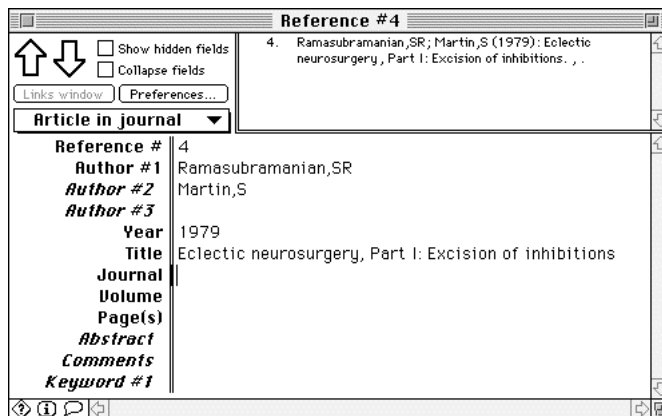 Reference #4
Show hidden fields
Collapse fields
Links window Preferences...
Article in journal
4. Ramasubramanian,SR; Martin,S (1979): Eclectic
neurosurgery, Part I: Excision of inhibitions. , .
Reference # 4
Author #1 Ramasubramanian,SR
Author #2 Martin,S
Author #3
Year 1979
Title Eclectic neurosurgery, Part I: Excision of inhibitions
Journal
Volume
Page(s)
Abstract
Comments
Keyword #1